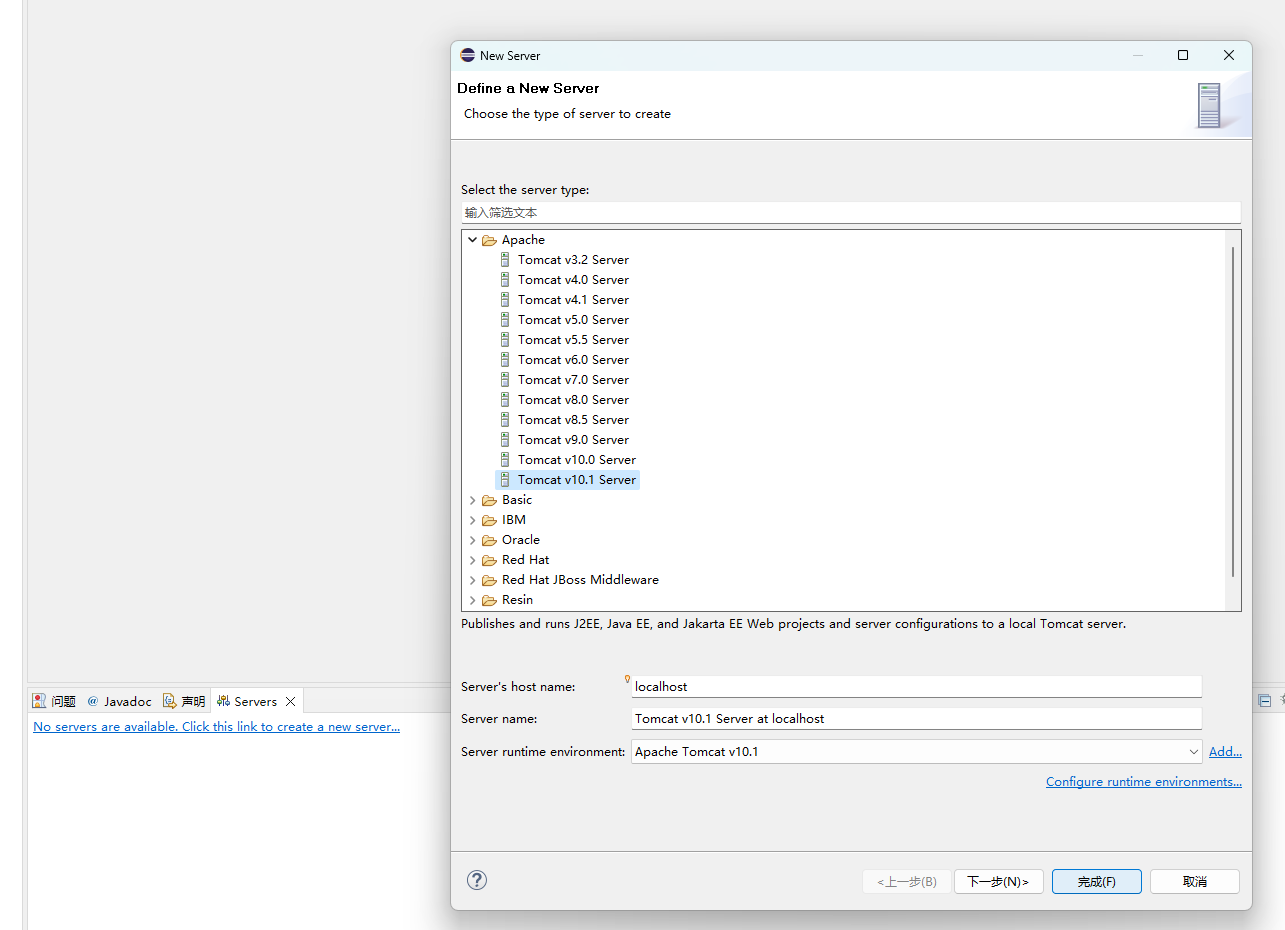 New Server
Define a New Server
Choose the type of server to create
Select the server type:
输入筛选文本
Apache
Tomcat v3.2 Server
Tomcat v4.0 Server
Tomcat v4.1 Server
Tomcat v5.0 Server
Tomcat v5.5 Server
Tomcat v6.0 Server
Tomcat v7.0 Server
Tomcat v8.0 Server
Tomcat v8.5 Server
Tomcat v9.0 Server
Tomcat v10.0 Server
Tomcat v10.1 Server
Basic
IBM
Oracle
Red Hat
Red Hat JBoss Middleware
Resin
Publishes and runs J2EE, Java EE, and Jakarta EE Web projects and server configurations to a local Tomcat server.
Server's host name: localhost
Server name: Tomcat v10.1 Server at localhost
Server runtime environment: Apache Tomcat v10.1 Add...
Configure runtime environments...
<上一步(B) 下一步(N)> 完成(F) 取消
问题 @ Javadoc 声明 Servers
No servers are available. Click this link to create a new server...